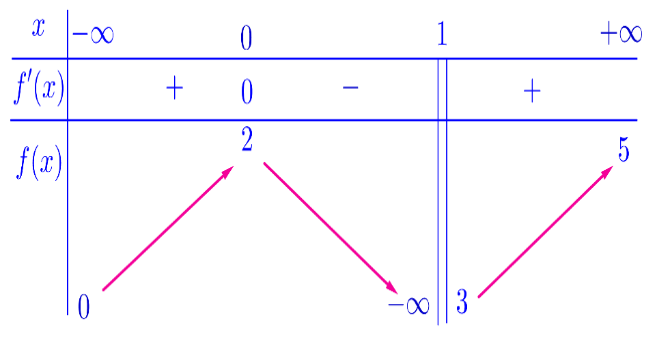 x −∞ 0 1 +∞
f′(x) + 0 − +
f(x) 2 5
0 −∞ 3